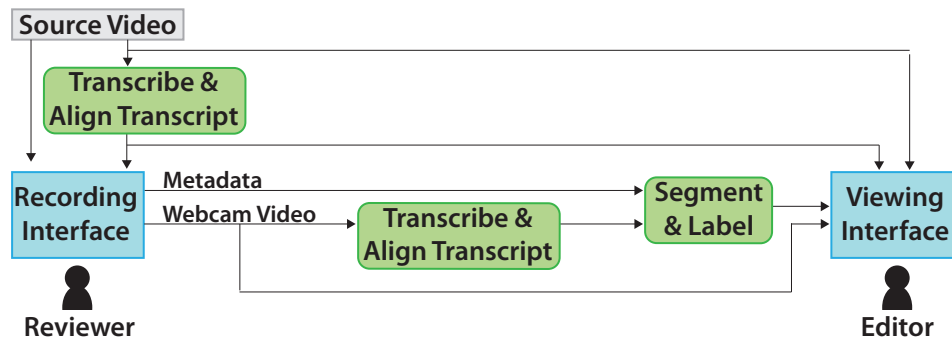 Source Video
Transcribe &
Align Transcript
Recording
Interface
Metadata
Webcam Video
Transcribe &
Align Transcript
Segment
& Label
Viewing
Interface
Reviewer
Editor